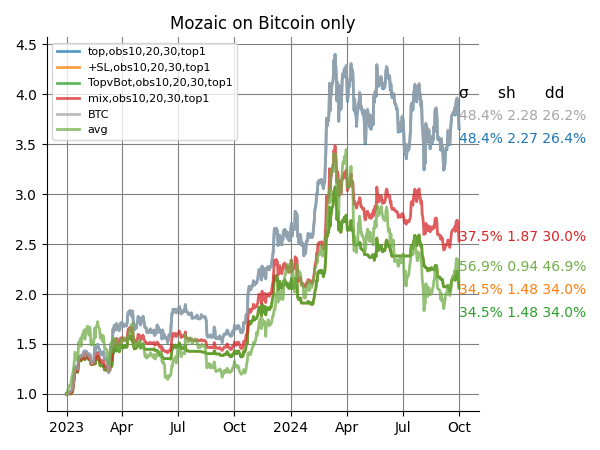 Mozaic on Bitcoin only
4.5
4.0
3.5
3.0
2.5
2.0
1.5
1.0
top,obs10,20,30,top1
+SL,obs10,20,30,top1
TopvBot,obs10,20,30,top1
mix,obs10,20,30,top1
BTC
avg
σ sh dd
48.4% 2.28 26.2%
48.4% 2.27 26.4%
37.5% 1.87 30.0%
56.9% 0.94 46.9%
34.5% 1.48 34.0%
34.5% 1.48 34.0%
2023 Apr Jul Oct 2024 Apr Jul Oct